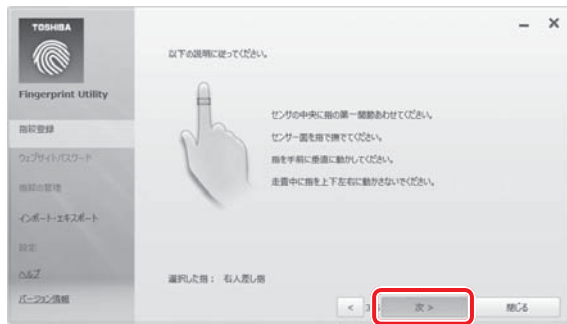 TOSHIBA
Fingerprint Utility
指紋登録
ウェブサイトパスワード
指紋の管理
インポート・エキスポート
設定
ヘルプ
バージョン情報
以下の説明に従ってください。
センサの中央に指の第一関節あわせてください。
センサー面を指で撫でてください。
指を手前に垂直に動かしてください。
走査中に指を上下左右に動かさないでください。
選択した指： 右人差し指
<
次 >
閉じる